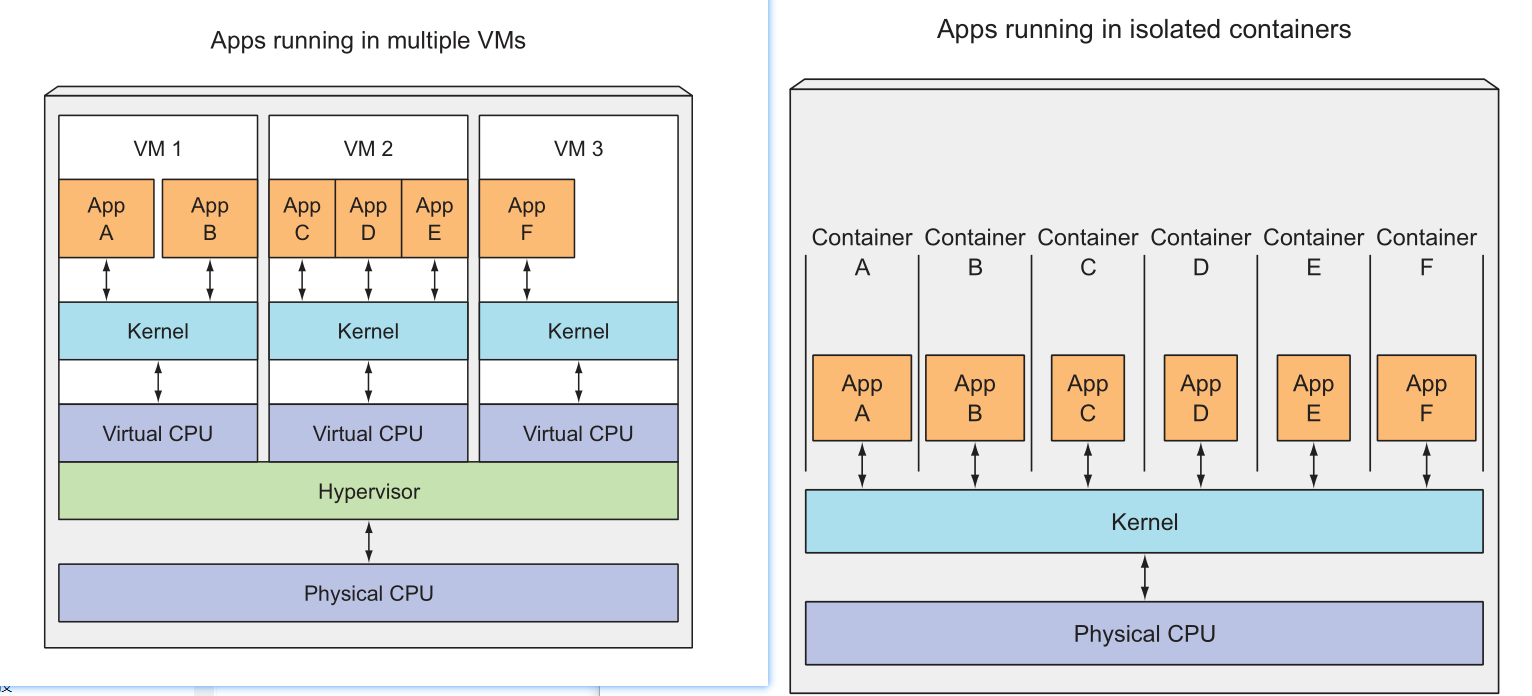 Apps running in multiple VMs
VM 1
VM 2
VM 3
App
A
App
B
App
C
App
D
App
E
App
F
Kernel
Kernel
Kernel
Virtual CPU
Virtual CPU
Virtual CPU
Hypervisor
Physical CPU
Apps running in isolated containers
Container
A
Container
B
Container
C
Container
D
Container
E
Container
F
App
A
App
B
App
C
App
D
App
E
App
F
Kernel
Physical CPU